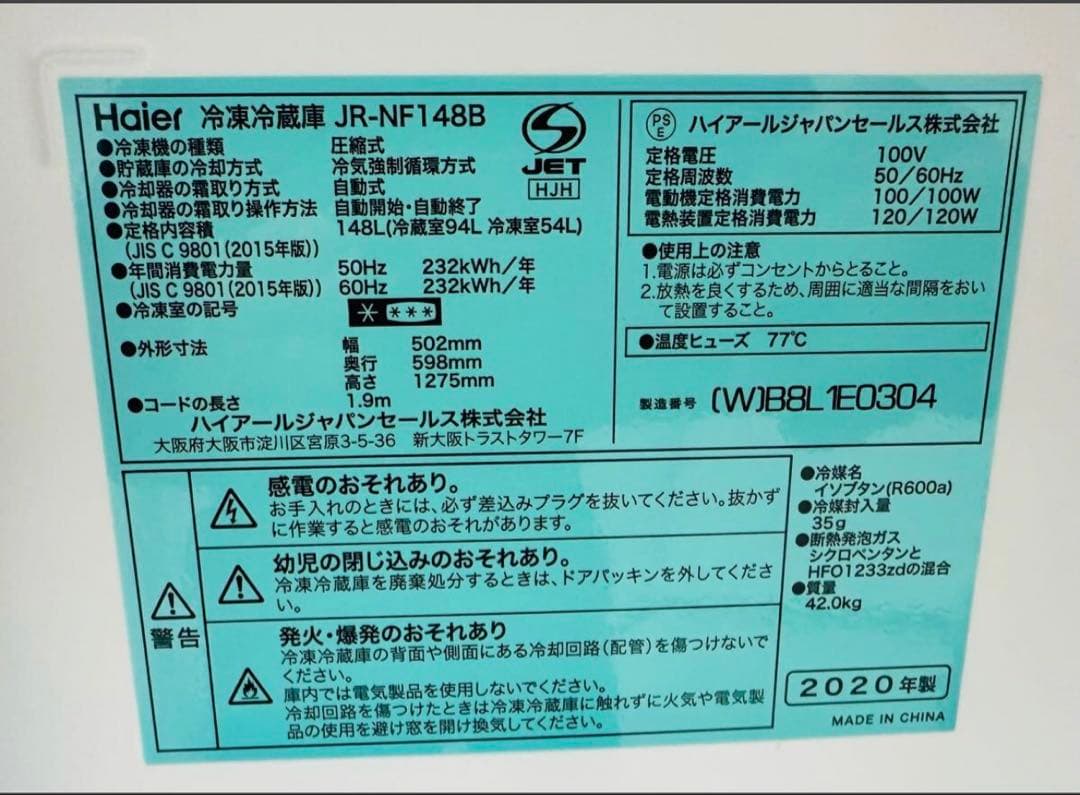 Haier 冷凍冷蔵庫 JR-NF148B
●冷凍機の種類 圧縮式
●貯蔵庫の冷却方式 冷気強制循環方式
●冷却器の霜取り方式 自動式
●冷却器の霜取り操作方法 自動開始・自動終了
●定格内容積 148L(冷蔵室94L 冷凍室54L)
(JIS C 9801(2015年版))
●年間消費電力量 50Hz 232kWh/年
(JIS C 9801(2015年版)) 60Hz 232kWh/年
●冷凍室の記号 * ***
●外形寸法 幅 502mm
奥行 598mm
高さ 1275mm
●コードの長さ 1.9m
ハイアールジャパンセールス株式会社
大阪府大阪市淀川区宮原3-5-36 新大阪トラストタワー7F
S
JET
HJH
PS
E
ハイアールジャパンセールス株式会社
定格電圧 100V
定格周波数 50/60Hz
電動機定格消費電力 100/100W
電熱装置定格消費電力 120/120W
●使用上の注意
1.電源は必ずコンセントからとること。
2.放熱を良くするため、周囲に適当な間隔をおい
て設置すること。
●温度ヒューズ 77℃
製造番号 (W)B8L1E0304
警告
感電のおそれあり。
お手入れのときには、必ず差込みプラグを抜いてください。抜かず
に作業すると感電のおそれがあります。
幼児の閉じ込みのおそれあり。
冷凍冷蔵庫を廃棄処分するときは、ドアパッキンを外してくださ
い。
発火・爆発のおそれあり
冷凍冷蔵庫の背面や側面にある冷却回路(配管)を傷つけないで
ください。
庫内では電気製品を使用しないでください。
冷却回路を傷つけたときは冷凍冷蔵庫に触れずに火気や電気製
品の使用を避け窓を開け換気してください。
●冷媒名
イソブタン(R600a)
●冷媒封入量
35g
●断熱発泡ガス
シクロペンタンと
HFO1233zdの混合
●質量
42.0kg
2020年製
MADE IN CHINA